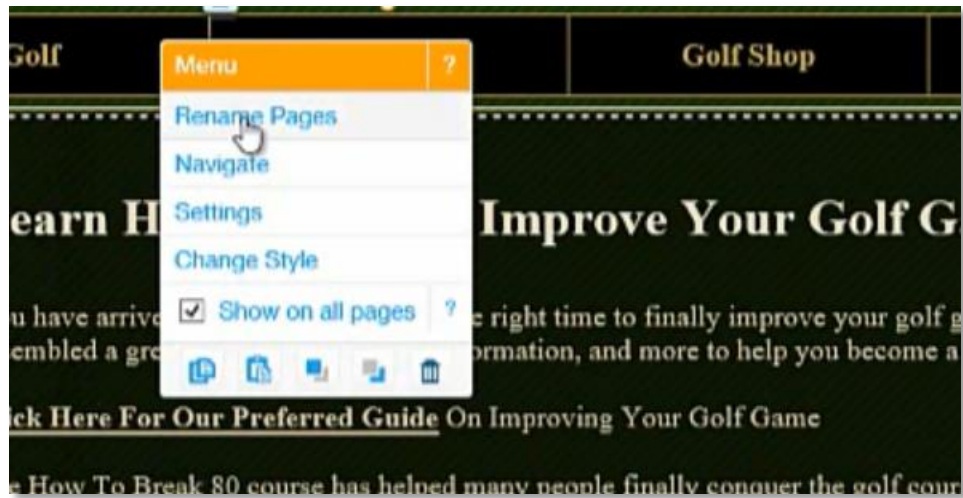 Golf
Golf Shop
Menu ?
Rename Pages
Navigate
Settings
Change Style
Show on all pages ?
earn H Improve Your Golf G
u have arrive e right time to finally improve your golf g
embled a gre ormation, and more to help you become a
ick Here For Our Preferred Guide On Improving Your Golf Game
e How To Break 80 course has helped many people finally conquer the golf cour